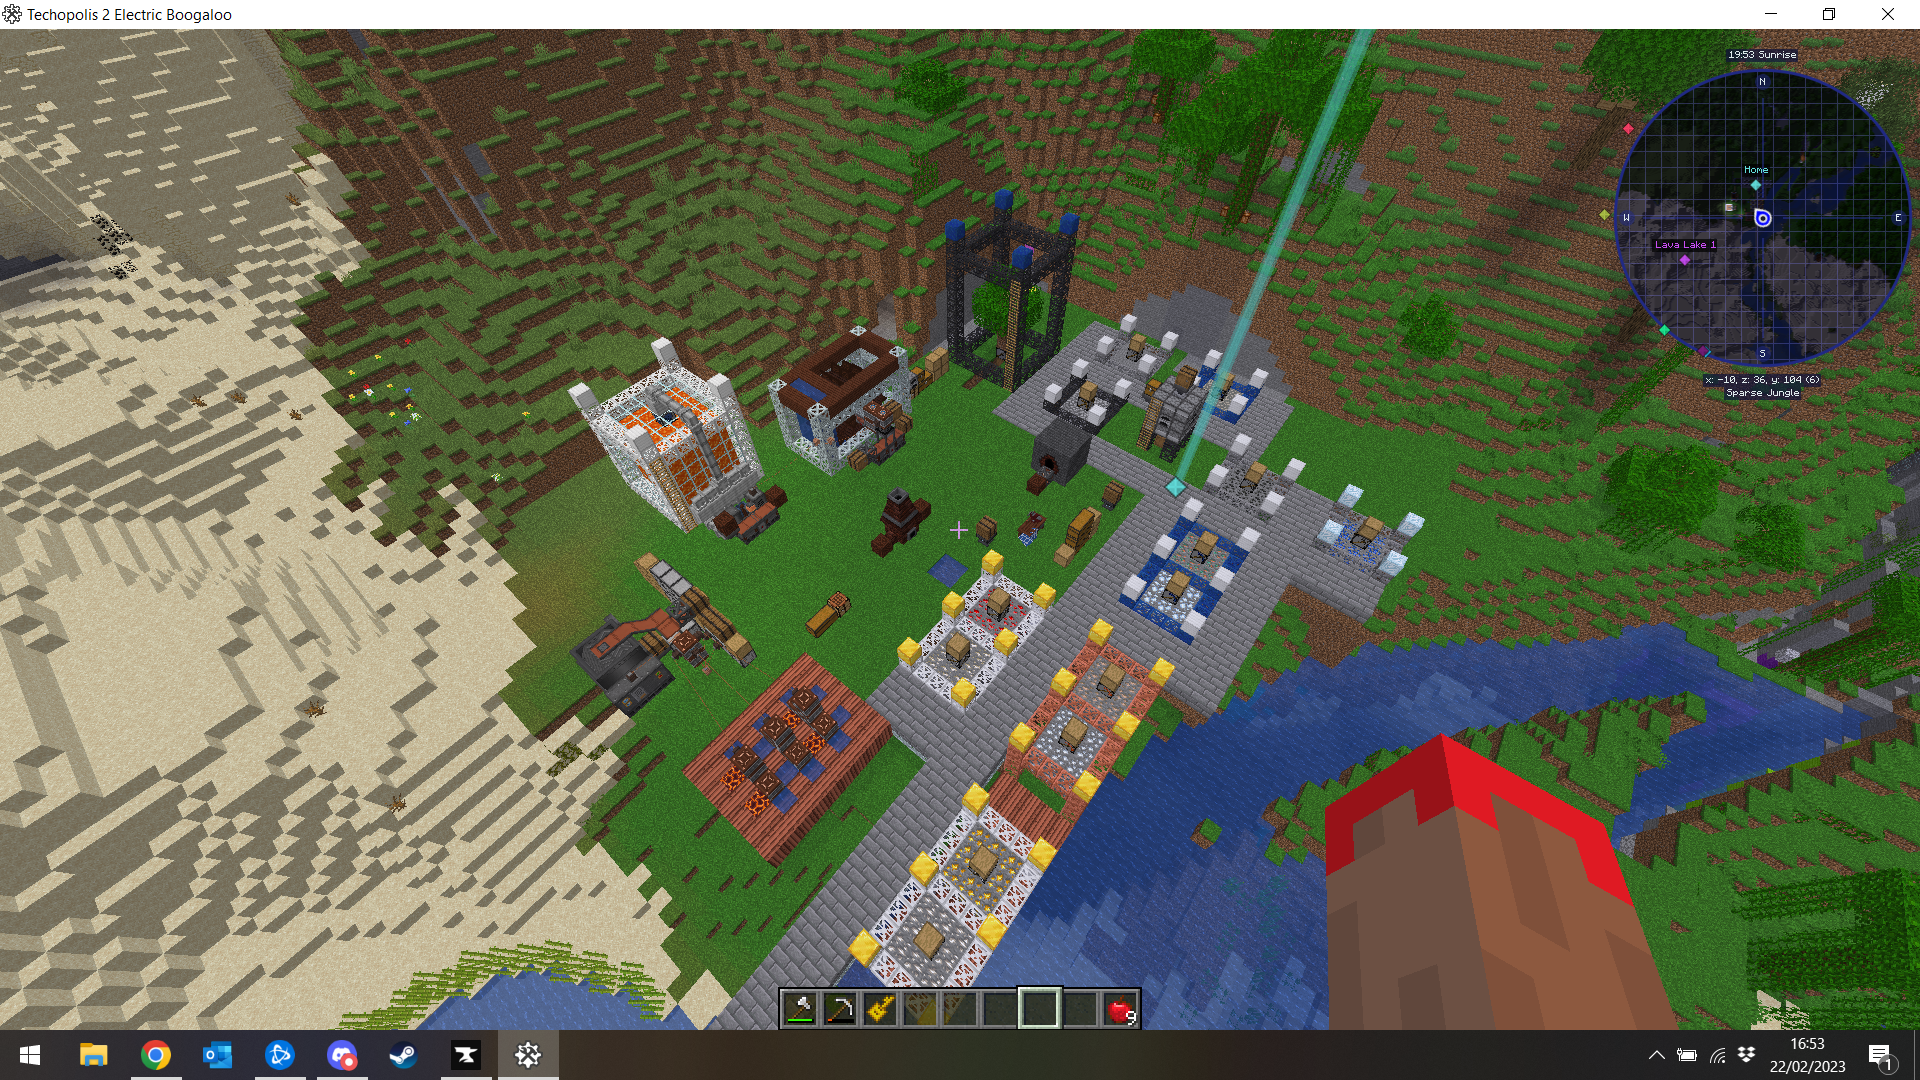 Techopolis 2 Electric Boogaloo
19:53 Sunrise
N
Home
W
E
Lava Lake 1
S
x: -10, z: 36, y: 104 (6)
Sparse Jungle
9
16:53
22/02/2023
1